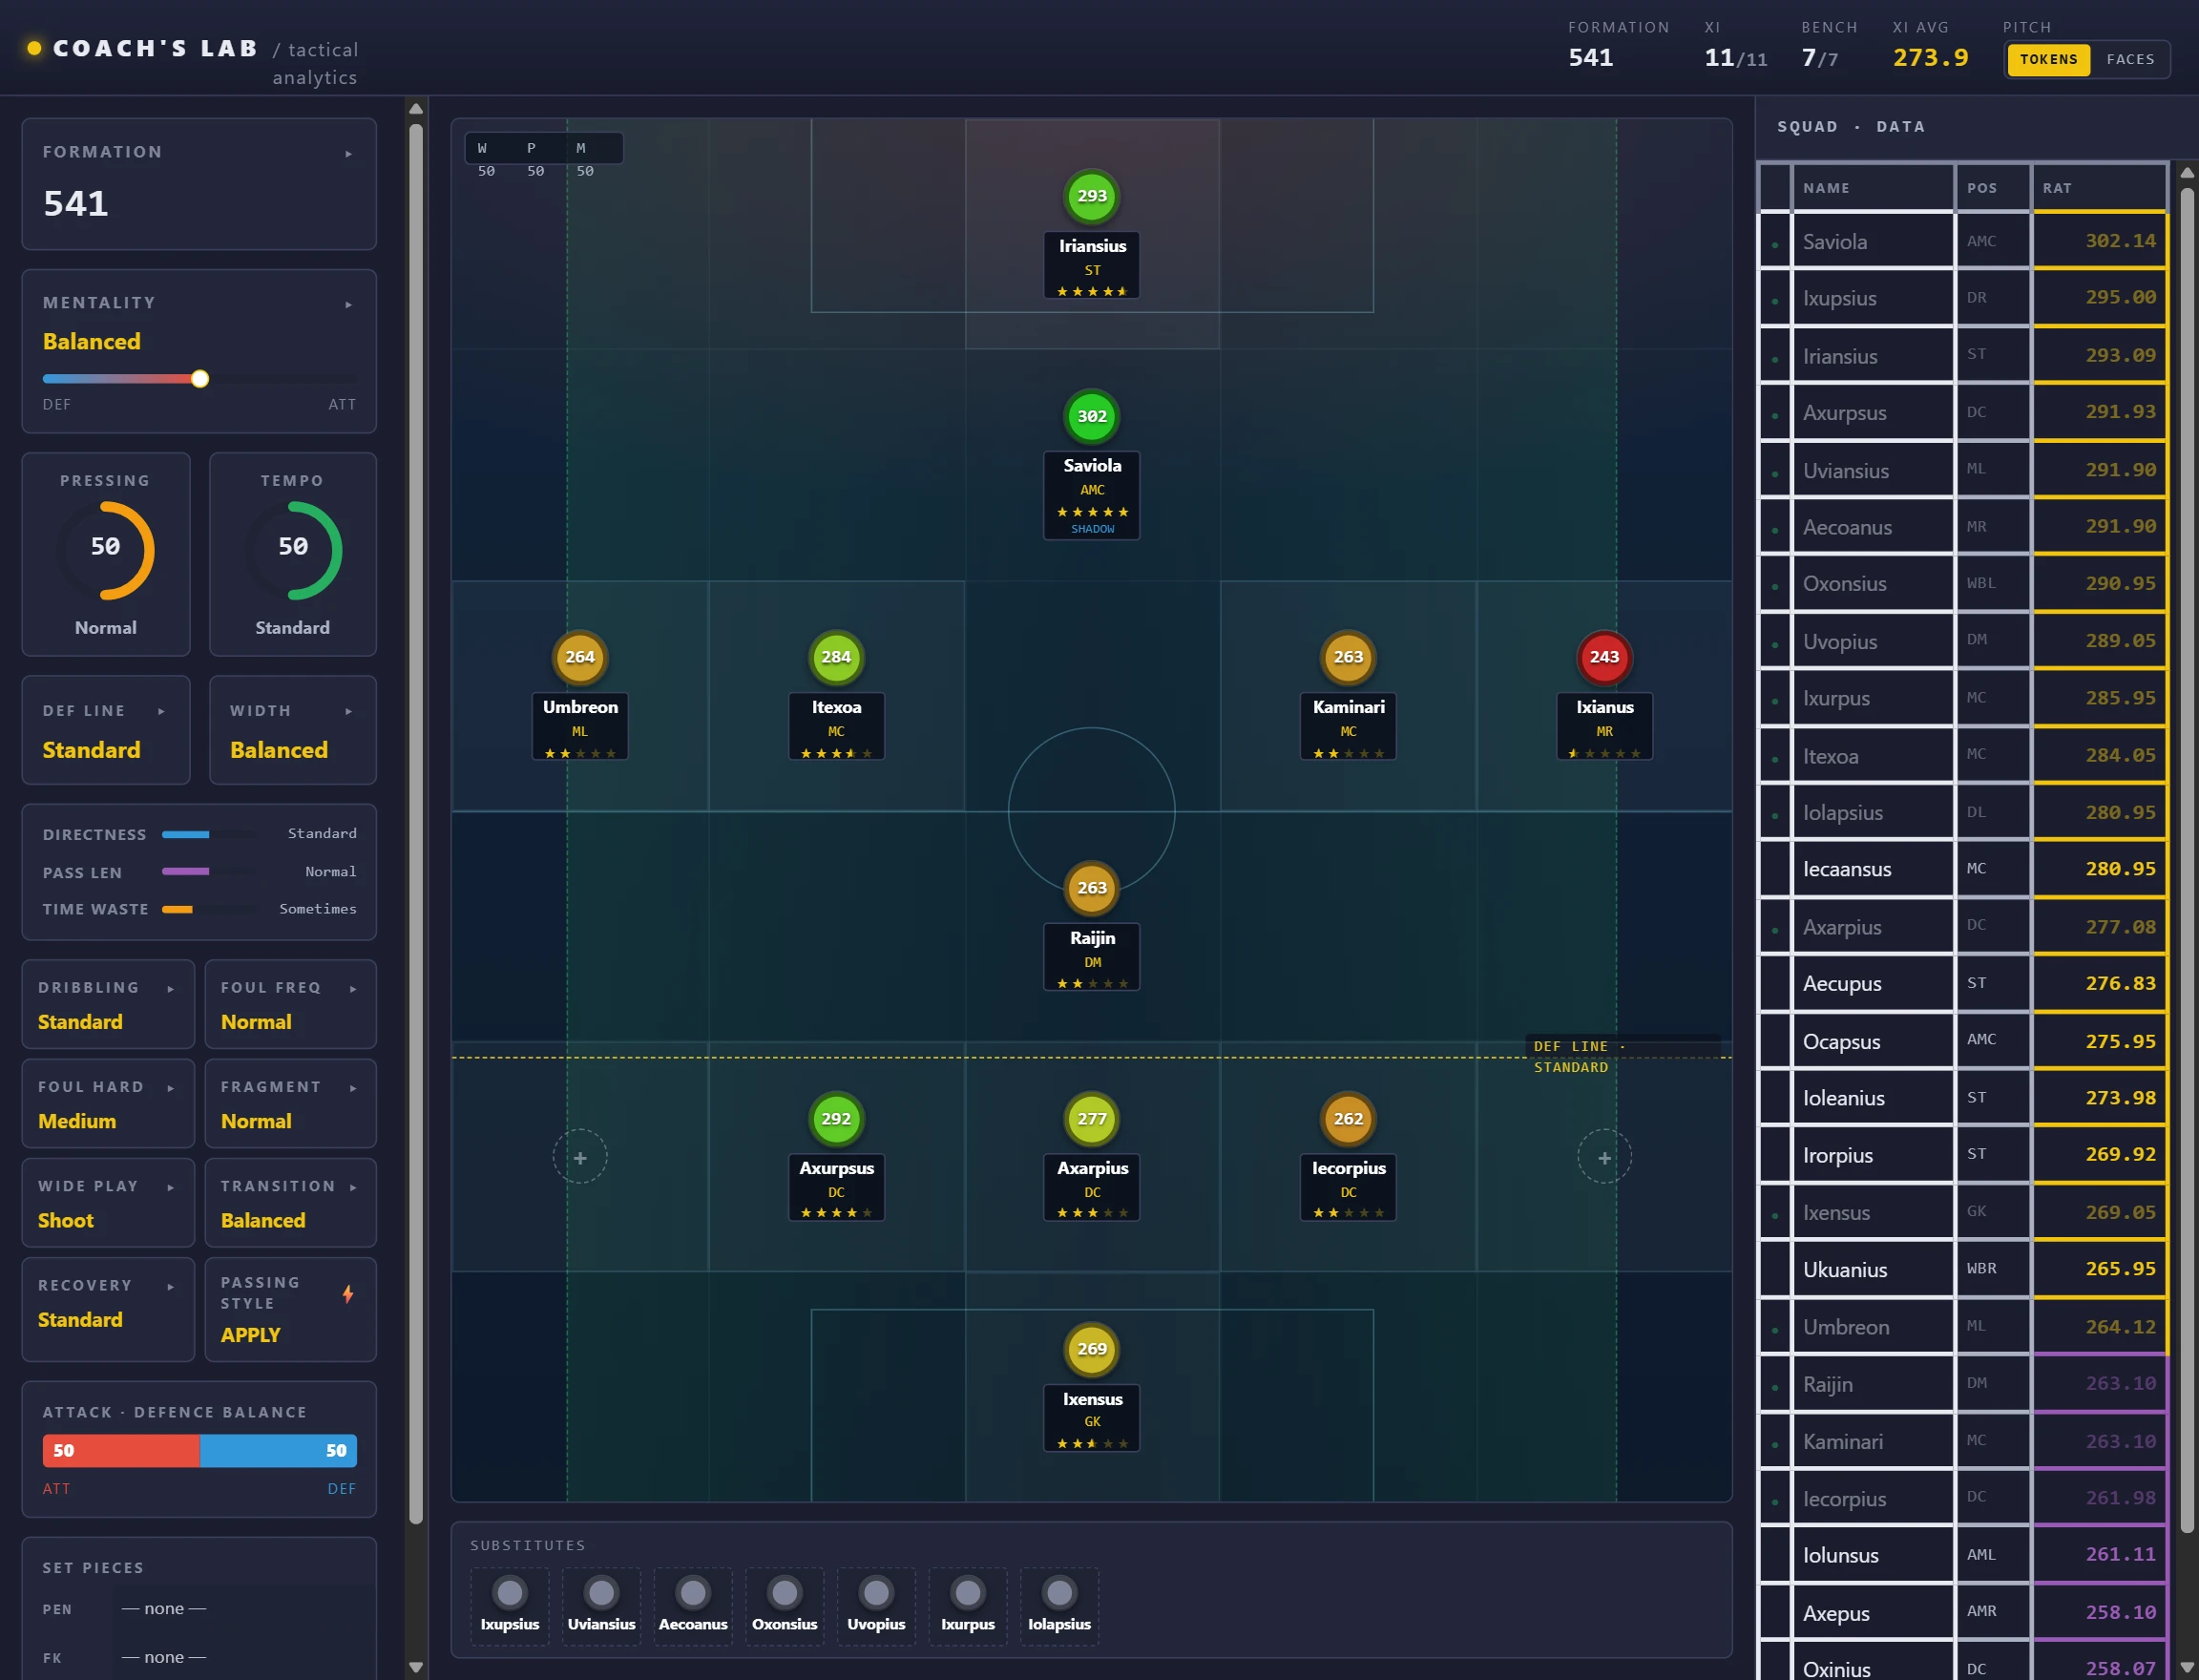 COACH'S LAB / tactical
analytics
FORMATION
541
XI
11/11
BENCH
7/7
XI AVG
273.9
PITCH
TOKENS FACES
FORMATION
541
MENTALITY
Balanced
DEF ATT
PRESSING
50
Normal
TEMPO
50
Standard
DEF LINE
Standard
WIDTH
Balanced
DIRECTNESS Standard
PASS LEN Normal
TIME WASTE Sometimes
DRIBBLING
Standard
FOUL FREQ
Normal
FOUL HARD
Medium
FRAGMENT
Normal
WIDE PLAY
Shoot
TRANSITION
Balanced
RECOVERY
Standard
PASSING
STYLE
APPLY
ATTACK · DEFENCE BALANCE
50 50
ATT DEF
SET PIECES
PEN — none —
FK — none —
W P M
50 50 50
293
Iriansius
ST
302
Saviola
AMC
SHADOW
264
Umbreon
ML
284
Itexoa
MC
263
Kaminari
MC
243
Ixianus
MR
263
Raijin
DM
DEF LINE ·
STANDARD
292
Axurpsus
DC
277
Axarpius
DC
262
Iecorpius
DC
+ +
269
Ixensus
GK
SUBSTITUTES
Ixupsius Uviansius Aecoanus Oxonsius Uvopius Ixurpus Iolapsius
SQUAD · DATA
NAME POS RAT
Saviola AMC 302.14
Ixupsius DR 295.00
Iriansius ST 293.09
Axurpsus DC 291.93
Uviansius ML 291.90
Aecoanus MR 291.90
Oxonsius WBL 290.95
Uvopius DM 289.05
Ixurpus MC 285.95
Itexoa MC 284.05
Iolapsius DL 280.95
Iecaansus MC 280.95
Axarpius DC 277.08
Aecupus ST 276.83
Ocapsus AMC 275.95
Ioleanius ST 273.98
Irorpius ST 269.92
Ixensus GK 269.05
Ukuanius WBR 265.95
Umbreon ML 264.12
Raijin DM 263.10
Kaminari MC 263.10
Iecorpius DC 261.98
Iolunsus AML 261.11
Axepus AMR 258.10
Oxinius DC 258.07